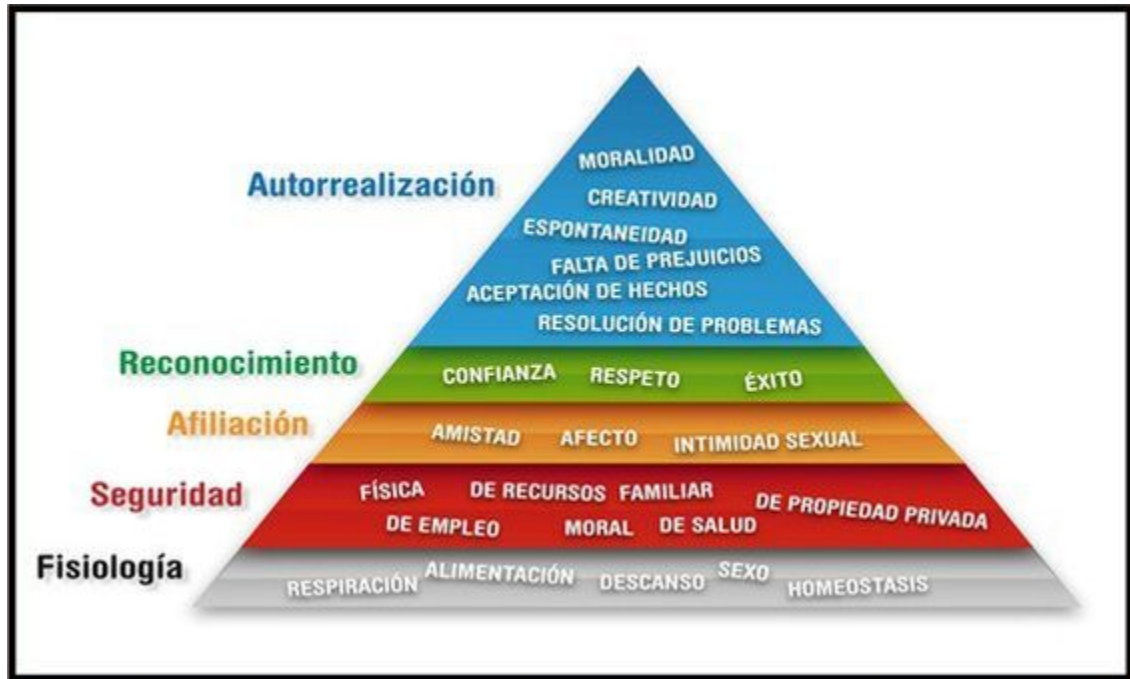 MORALIDAD
Autorrealización
CREATIVIDAD
ESPONTANEIDAD
FALTA DE PREJUICIOS
ACEPTACIÓN DE HECHOS
RESOLUCIÓN DE PROBLEMAS
Reconocimiento
CONFIANZA RESPETO ÉXITO
Afiliación
AMISTAD AFECTO INTIMIDAD SEXUAL
Seguridad
FÍSICA DE RECURSOS FAMILIAR DE PROPIEDAD PRIVADA
DE EMPLEO MORAL DE SALUD
Fisiología
RESPIRACIÓN ALIMENTACIÓN DESCANSO SEXO HOMEOSTASIS